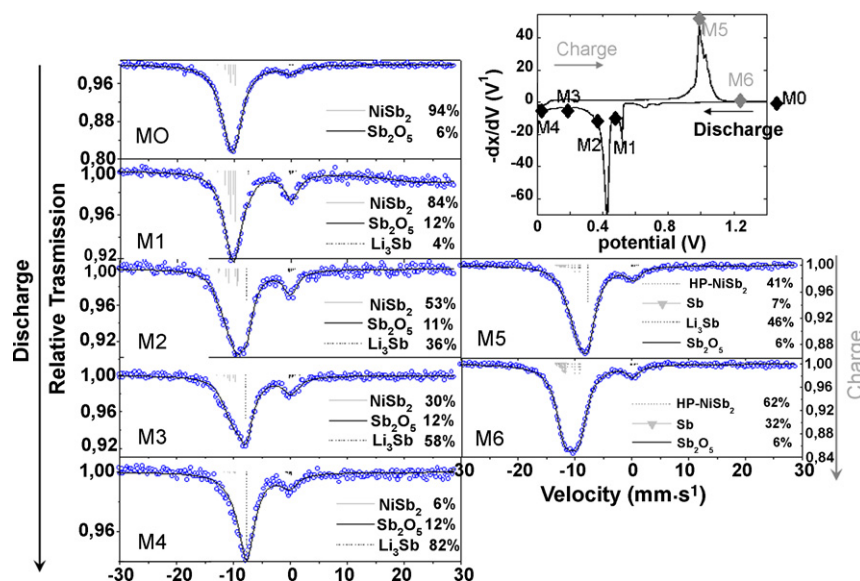 Discharge
Relative Trasmission
0,96
0,88
0,80
MO
NiSb2 94%
Sb2O5 6%
1,00
0,96
0,92
M1
NiSb2 84%
Sb2O5 12%
Li3Sb 4%
1,00
0,96
0,92
M2
NiSb2 53%
Sb2O5 11%
Li3Sb 36%
1,00
0,96
0,92
M3
NiSb2 30%
Sb2O5 12%
Li3Sb 58%
1,00
0,96
M4
NiSb2 6%
Sb2O5 12%
Li3Sb 82%
-30 -20 -10 0 10 20 30
-dx/dV (V1)
40
20
0
-20
-40
-60
Charge
M5
M6
M0
M3
M4
M2
M1
Discharge
0 0.4 0.8 1.2
potential (V)
1,00
0,96
0,92
0,88
M5
HP-NiSb2 41%
Sb 7%
Li3Sb 46%
Sb2O5 6%
1,00
0,96
0,92
0,88
0,84
M6
HP-NiSb2 62%
Sb 32%
Sb2O5 6%
-20 -10 0 10 20 30
Velocity (mm·s1)
Charge